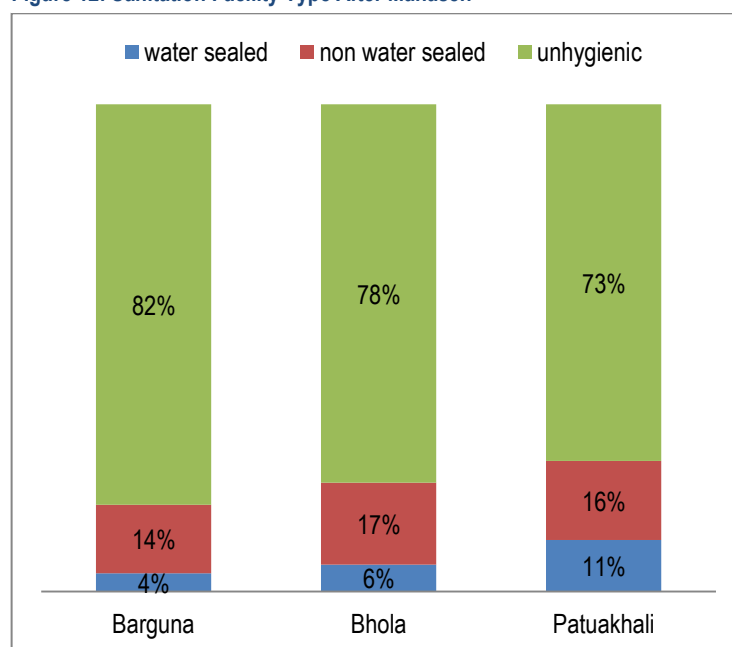 water sealed non water sealed unhygienic
82% 78% 73%
14% 17% 16%
4% 6% 11%
Barguna Bhola Patuakhali